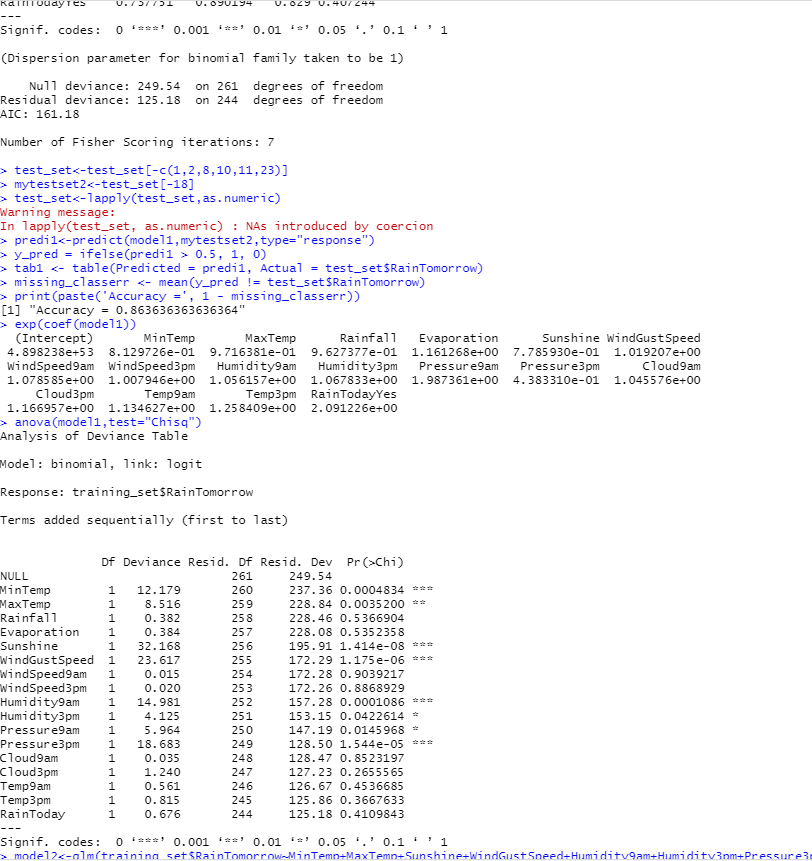 RainTodayYes    0.737751   0.890194   0.829 0.407244
---
Signif. codes:  0 ‘***’ 0.001 ‘**’ 0.01 ‘*’ 0.05 ‘.’ 0.1 ‘ ’ 1
(Dispersion parameter for binomial family taken to be 1)
    Null deviance: 249.54  on 261  degrees of freedom
Residual deviance: 125.18  on 244  degrees of freedom
AIC: 161.18
Number of Fisher Scoring iterations: 7
> test_set<-test_set[-c(1,2,8,10,11,23)]
> mytestset2<-test_set[-18]
> test_set<-lapply(test_set,as.numeric)
Warning message:
In lapply(test_set, as.numeric) : NAs introduced by coercion
> predi1<-predict(model1,mytestset2,type="response")
> y_pred = ifelse(predi1 > 0.5, 1, 0)
> tab1 <- table(Predicted = predi1, Actual = test_set$RainTomorrow)
> missing_classerr <- mean(y_pred != test_set$RainTomorrow)
> print(paste('Accuracy =', 1 - missing_classerr))
[1] "Accuracy = 0.863636363636364"
> exp(coef(model1))
  (Intercept)       MinTemp       MaxTemp      Rainfall   Evaporation      Sunshine WindGustSpeed
 4.898238e+53  8.129726e-01  9.716381e-01  9.627377e-01  1.161268e+00  7.785930e-01  1.019207e+00
 WindSpeed9am  WindSpeed3pm   Humidity9am   Humidity3pm   Pressure9am   Pressure3pm      Cloud9am
 1.078585e+00  1.007946e+00  1.056157e+00  1.067833e+00  1.987361e+00  4.383310e-01  1.045576e+00
     Cloud3pm       Temp9am       Temp3pm  RainTodayYes
 1.166957e+00  1.134627e+00  1.258409e+00  2.091226e+00
> anova(model1,test="Chisq")
Analysis of Deviance Table
Model: binomial, link: logit
Response: training_set$RainTomorrow
Terms added sequentially (first to last)
              Df Deviance Resid. Df Resid. Dev  Pr(>Chi)
NULL                            261     249.54
MinTemp        1   12.179       260     237.36 0.0004834 ***
MaxTemp        1    8.516       259     228.84 0.0035200 **
Rainfall       1    0.382       258     228.46 0.5366904
Evaporation    1    0.384       257     228.08 0.5352358
Sunshine       1   32.168       256     195.91 1.414e-08 ***
WindGustSpeed  1   23.617       255     172.29 1.175e-06 ***
WindSpeed9am   1    0.015       254     172.28 0.9039217
WindSpeed3pm   1    0.020       253     172.26 0.8868929
Humidity9am    1   14.981       252     157.28 0.0001086 ***
Humidity3pm    1    4.125       251     153.15 0.0422614 *
Pressure9am    1    5.964       250     147.19 0.0145968 *
Pressure3pm    1   18.683       249     128.50 1.544e-05 ***
Cloud9am       1    0.035       248     128.47 0.8523197
Cloud3pm       1    1.240       247     127.23 0.2655565
Temp9am        1    0.561       246     126.67 0.4536685
Temp3pm        1    0.815       245     125.86 0.3667633
RainToday      1    0.676       244     125.18 0.4109843
---
Signif. codes:  0 ‘***’ 0.001 ‘**’ 0.01 ‘*’ 0.05 ‘.’ 0.1 ‘ ’ 1
> model2<-glm(training_set$RainTomorrow~MinTemp+MaxTemp+Sunshine+WindGustSpeed+Humidity9am+Humidity3pm+Pressure9